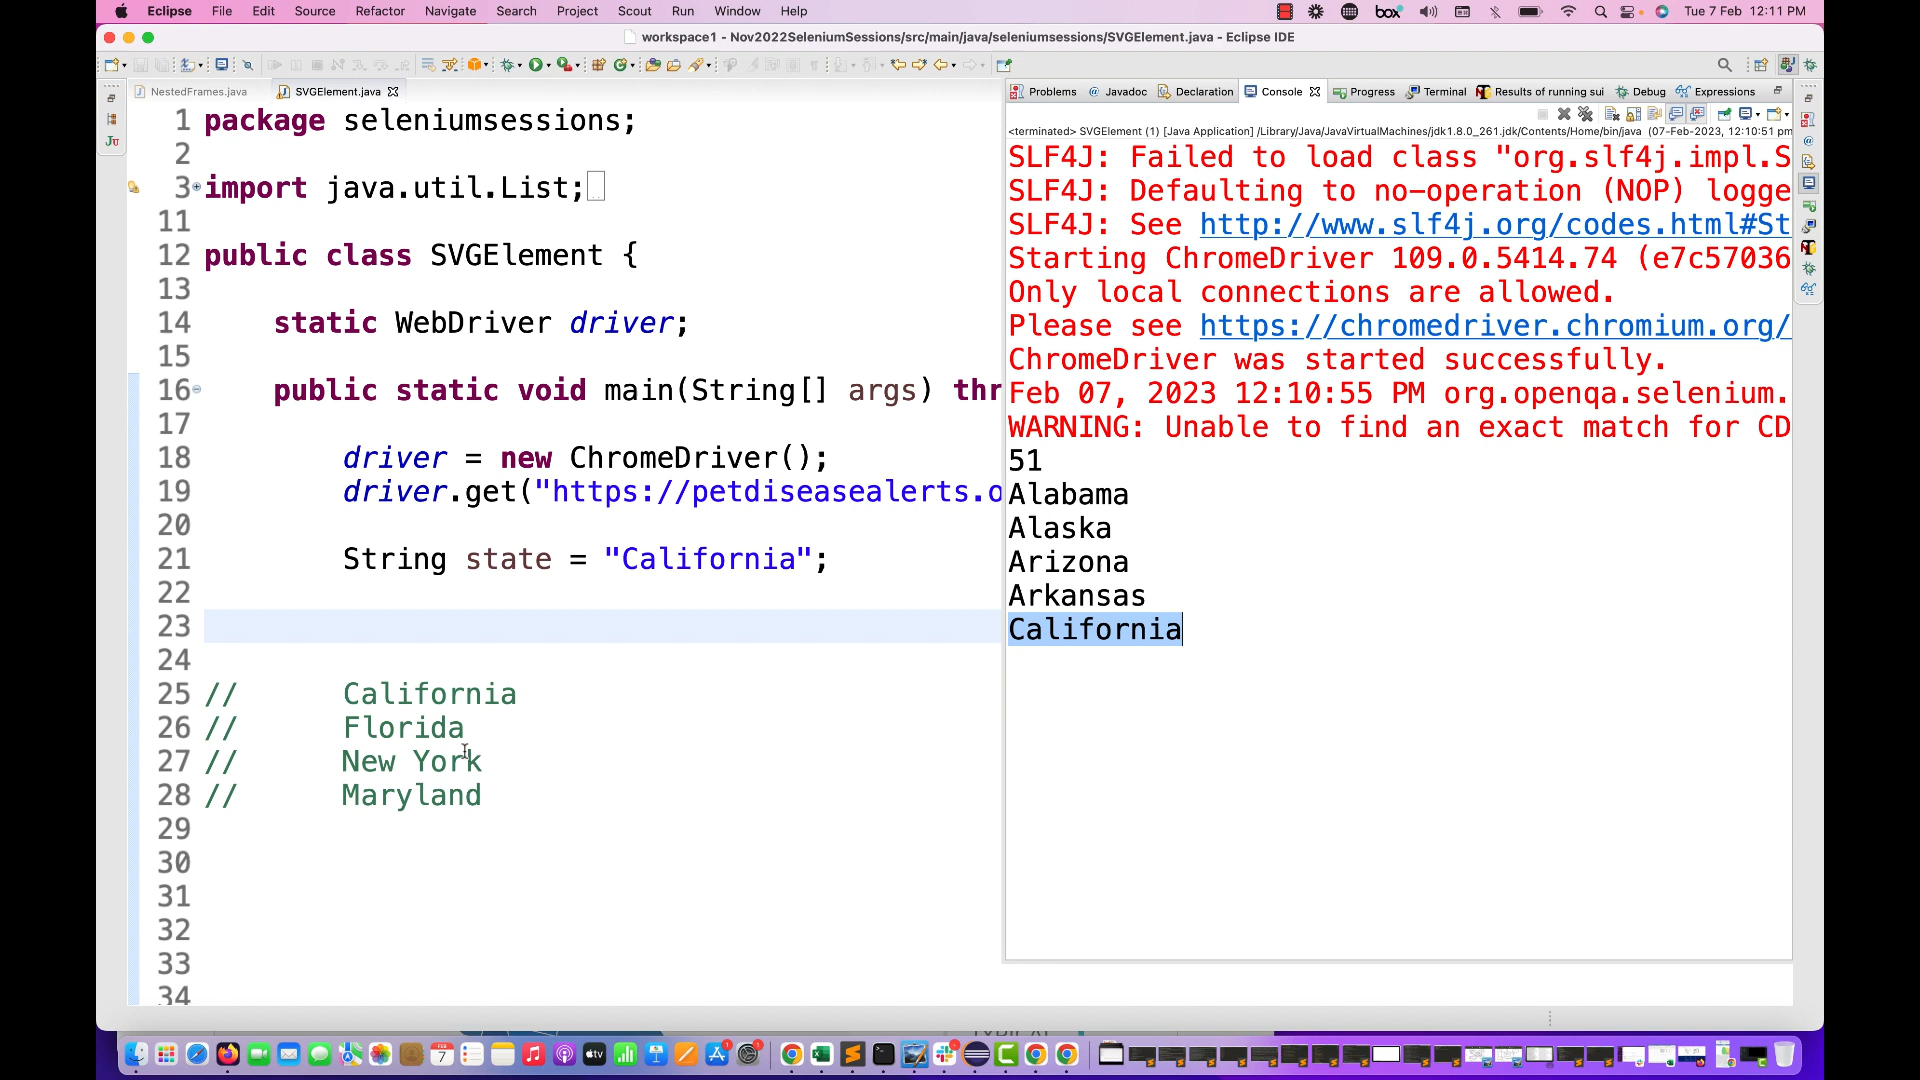 Eclipse File Edit Source Refactor Navigate Search Project Scout Run Window Help box Tue 7 Feb 12:11 PM
workspace1 - Nov2022SeleniumSessions/src/main/java/seleniumsessions/SVGElement.java - Eclipse IDE
NestedFrames.java SVGElement.java
Problems Javadoc Declaration Console Progress Terminal Results of running sui Debug Expressions
<terminated> SVGElement (1) [Java Application] /Library/Java/JavaVirtualMachines/jdk1.8.0_261.jdk/Contents/Home/bin/java (07-Feb-2023, 12:10:51 pm
1 package seleniumsessions;
2
3 import java.util.List;
11
12 public class SVGElement {
13
14 static WebDriver driver;
15
16 public static void main(String[] args) thr
17
18 driver = new ChromeDriver();
19 driver.get("https://petdiseasealerts.o
20
21 String state = "California";
22
23
24
25 // California
26 // Florida
27 // New York
28 // Maryland
29
30
31
32
33
34
SLF4J: Failed to load class "org.slf4j.impl.S
SLF4J: Defaulting to no-operation (NOP) logge
SLF4J: See http://www.slf4j.org/codes.html#St
Starting ChromeDriver 109.0.5414.74 (e7c57036
Only local connections are allowed.
Please see https://chromedriver.chromium.org/
ChromeDriver was started successfully.
Feb 07, 2023 12:10:55 PM org.openqa.selenium.
WARNING: Unable to find an exact match for CD
51
Alabama
Alaska
Arizona
Arkansas
California